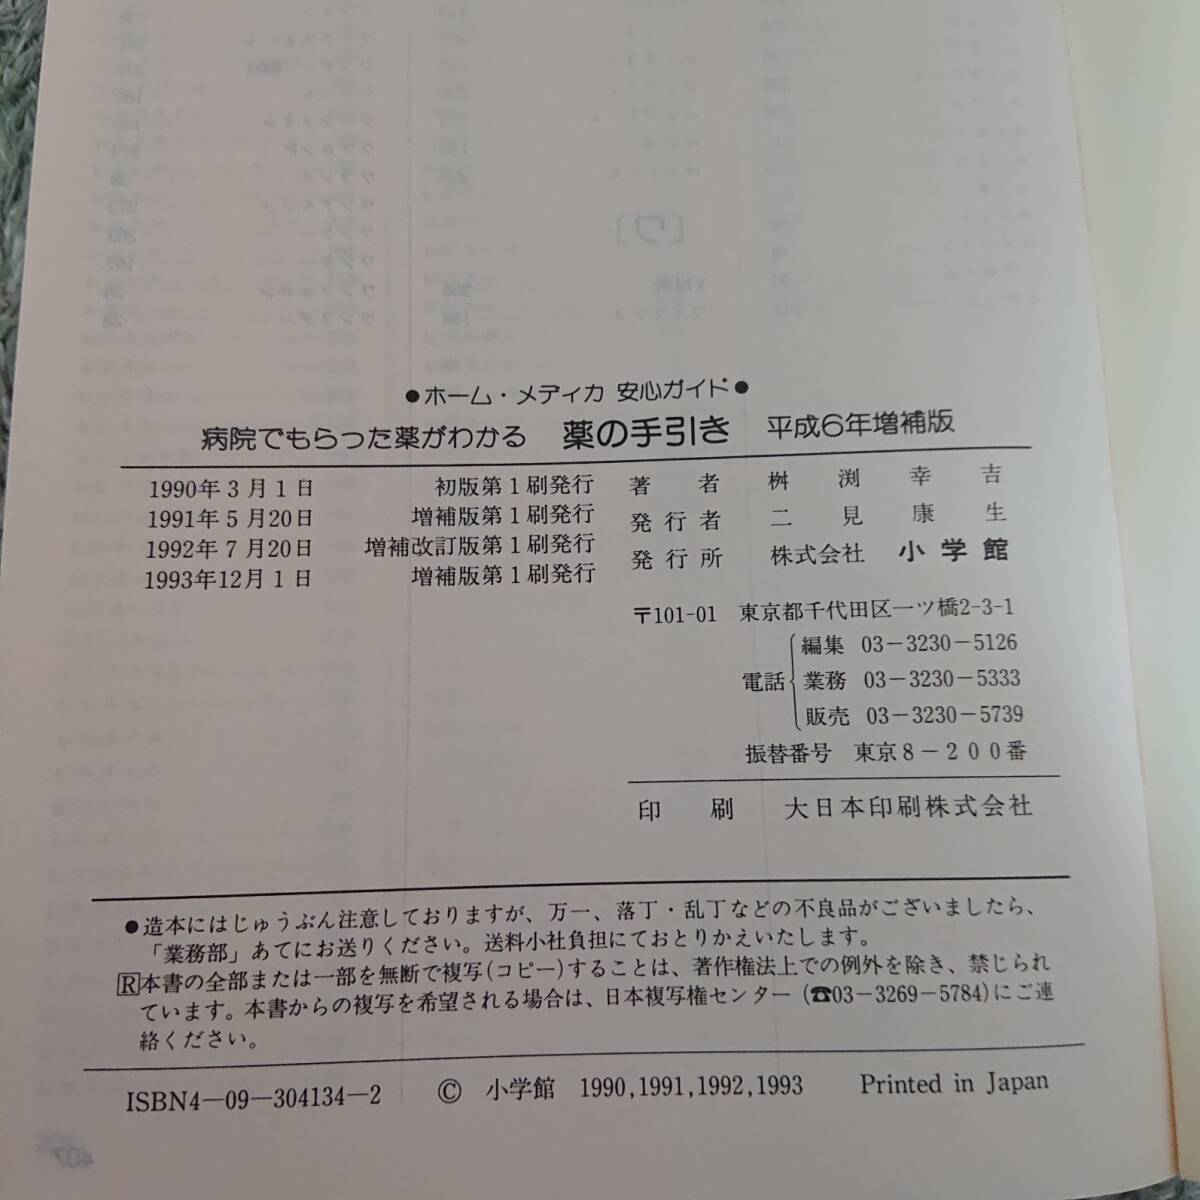 ●ホーム・メディカ 安心ガイド●
病院でもらった薬がわかる 薬の手引き 平成6年増補版
1990年3月1日 初版第1刷発行
1991年5月20日 増補版第1刷発行
1992年7月20日 増補改訂版第1刷発行
1993年12月1日 増補版第1刷発行
著者 桝渕幸吉
発行者 二見康生
発行所 株式会社 小学館
〒101-01 東京都千代田区一ツ橋2-3-1
電話 編集 03-3230-5126
業務 03-3230-5333
販売 03-3230-5739
振替番号 東京8-200番
印刷 大日本印刷株式会社
●造本にはじゅうぶん注意しておりますが、万一、落丁・乱丁などの不良品がございましたら、
「業務部」あてにお送りください。送料小社負担にておとりかえいたします。
Ⓡ本書の全部または一部を無断で複写(コピー)することは、著作権法上での例外を除き、禁じられ
ています。本書からの複写を希望される場合は、日本複写権センター(☎03-3269-5784)にご連
絡ください。
ISBN4-09-304134-2 © 小学館 1990,1991,1992,1993 Printed in Japan